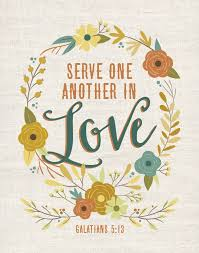 SERVE ONE
ANOTHER IN
Love
GALATIANS 5:13